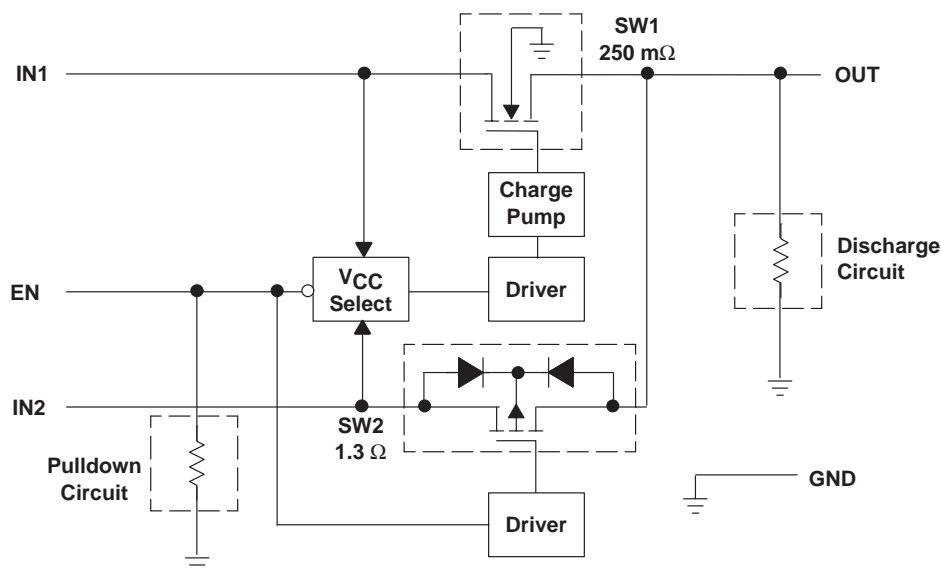 SW1
250 mΩ
IN1
OUT
Charge
Pump
Discharge
Circuit
VCC
Select
EN
Driver
IN2
SW2
1.3 Ω
Pulldown
Circuit
GND
Driver